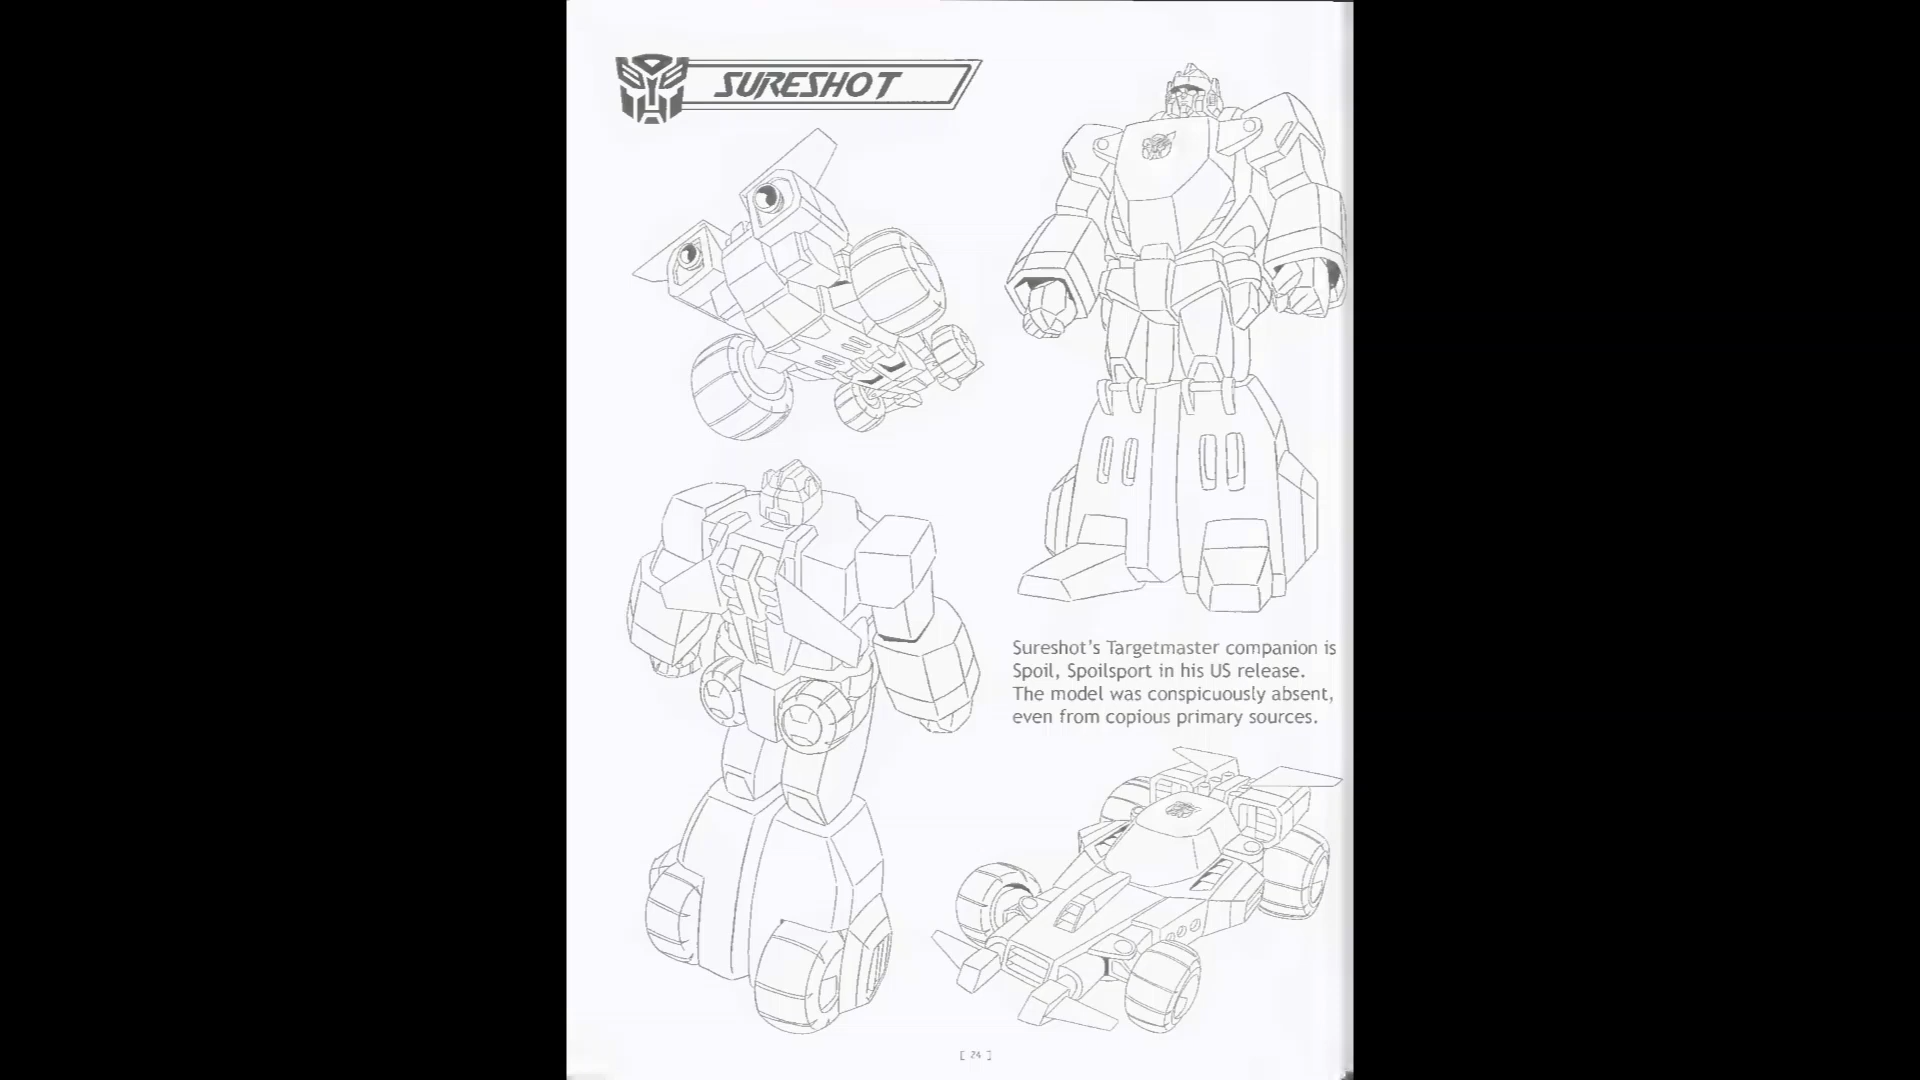 SURESHOT
Sureshot's Targetmaster companion is
Spoil, Spoilsport in his US release.
The model was conspicuously absent,
even from copious primary sources.
[ 24 ]